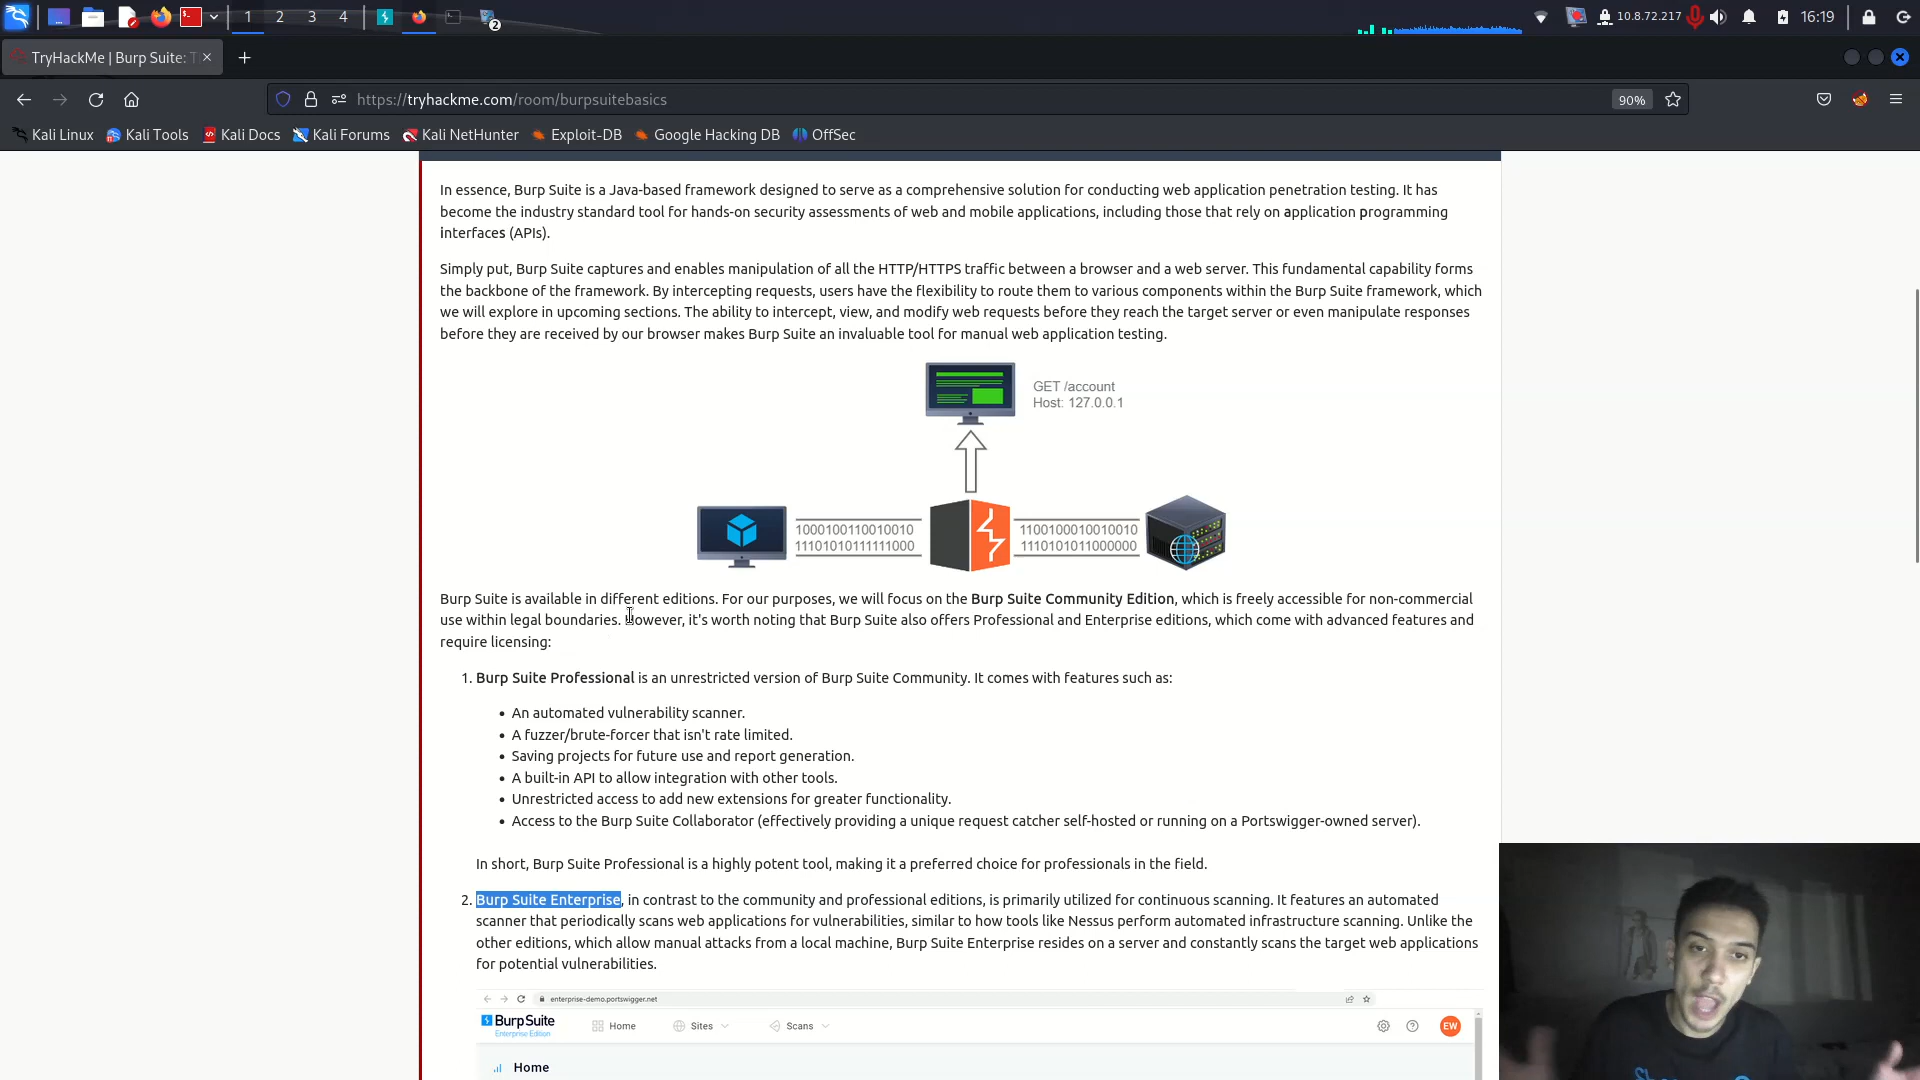 1 2 3 4
2
10.8.72.217
16:19
TryHackMe | Burp Suite: T
https://tryhackme.com/room/burpsuitebasics
90%
Kali Linux Kali Tools Kali Docs Kali Forums Kali NetHunter Exploit-DB Google Hacking DB OffSec
In essence, Burp Suite is a Java-based framework designed to serve as a comprehensive solution for conducting web application penetration testing. It has
become the industry standard tool for hands-on security assessments of web and mobile applications, including those that rely on application programming
interfaces (APIs).
Simply put, Burp Suite captures and enables manipulation of all the HTTP/HTTPS traffic between a browser and a web server. This fundamental capability forms
the backbone of the framework. By intercepting requests, users have the flexibility to route them to various components within the Burp Suite framework, which
we will explore in upcoming sections. The ability to intercept, view, and modify web requests before they reach the target server or even manipulate responses
before they are received by our browser makes Burp Suite an invaluable tool for manual web application testing.
GET /account
Host: 127.0.0.1
1000100110010010
11101010111111000
1100100010010010
1110101011000000
Burp Suite is available in different editions. For our purposes, we will focus on the Burp Suite Community Edition, which is freely accessible for non-commercial
use within legal boundaries. However, it's worth noting that Burp Suite also offers Professional and Enterprise editions, which come with advanced features and
require licensing:
1. Burp Suite Professional is an unrestricted version of Burp Suite Community. It comes with features such as:
• An automated vulnerability scanner.
• A fuzzer/brute-forcer that isn't rate limited.
• Saving projects for future use and report generation.
• A built-in API to allow integration with other tools.
• Unrestricted access to add new extensions for greater functionality.
• Access to the Burp Suite Collaborator (effectively providing a unique request catcher self-hosted or running on a Portswigger-owned server).
In short, Burp Suite Professional is a highly potent tool, making it a preferred choice for professionals in the field.
2. Burp Suite Enterprise, in contrast to the community and professional editions, is primarily utilized for continuous scanning. It features an automated
scanner that periodically scans web applications for vulnerabilities, similar to how tools like Nessus perform automated infrastructure scanning. Unlike the
other editions, which allow manual attacks from a local machine, Burp Suite Enterprise resides on a server and constantly scans the target web applications
for potential vulnerabilities.
enterprise-demo.portswigger.net
Burp Suite
Enterprise Edition
Home Sites Scans
EW
Home